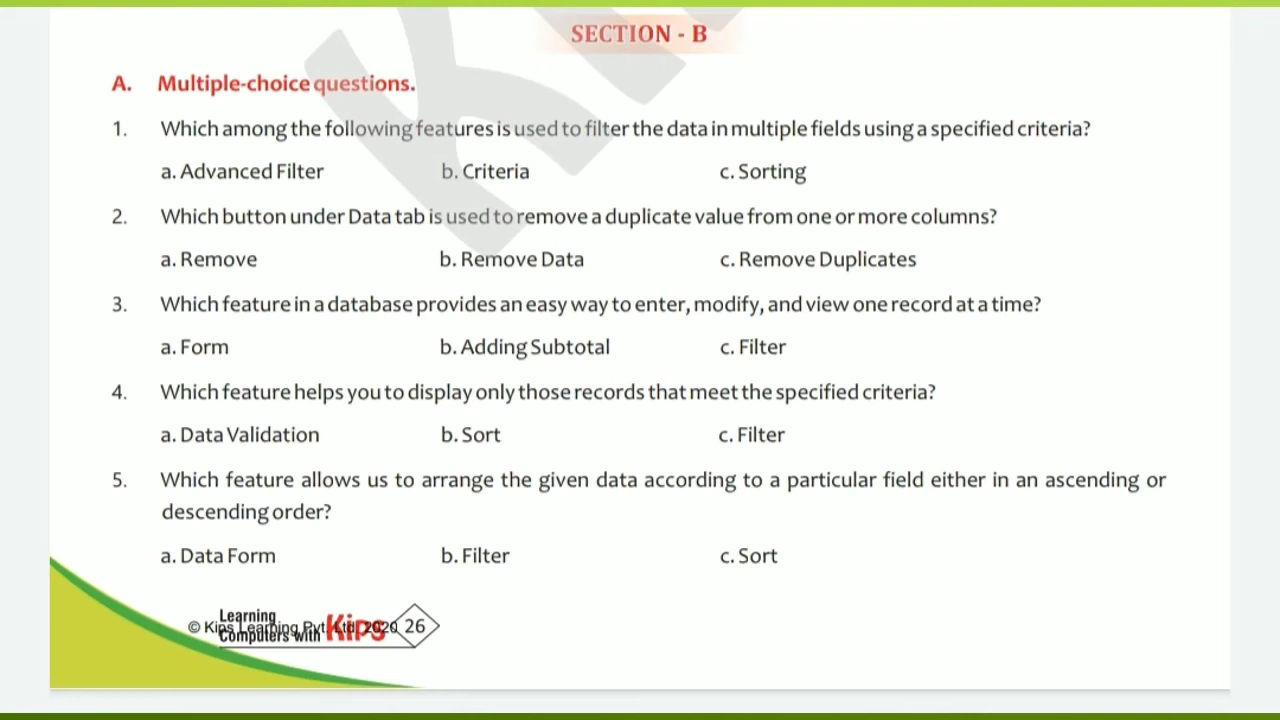 SECTION - B
A. Multiple-choice questions.
1. Which among the following features is used to filter the data in multiple fields using a specified criteria?
a. Advanced Filter b. Criteria c. Sorting
2. Which button under Data tab is used to remove a duplicate value from one or more columns?
a. Remove b. Remove Data c. Remove Duplicates
3. Which feature in a database provides an easy way to enter, modify, and view one record at a time?
a. Form b. Adding Subtotal c. Filter
4. Which feature helps you to display only those records that meet the specified criteria?
a. Data Validation b. Sort c. Filter
5. Which feature allows us to arrange the given data according to a particular field either in an ascending or
descending order?
a. Data Form b. Filter c. Sort
Learning
Computers with Kips 26
© Kips Learning Pvt. Ltd 2020